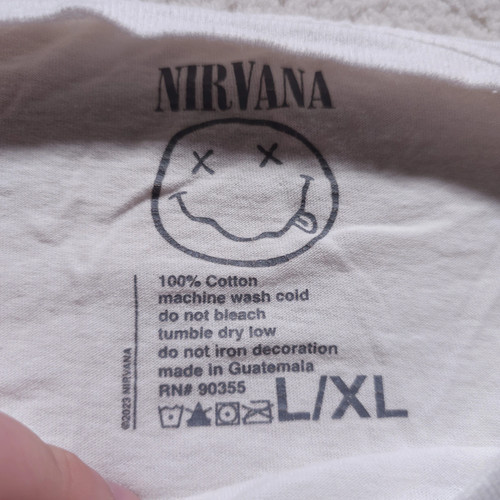 NIRVANA
100% Cotton
machine wash cold
do not bleach
tumble dry low
do not iron decoration
made in Guatemala
RN# 90355
L/XL
©2023 NIRVANA